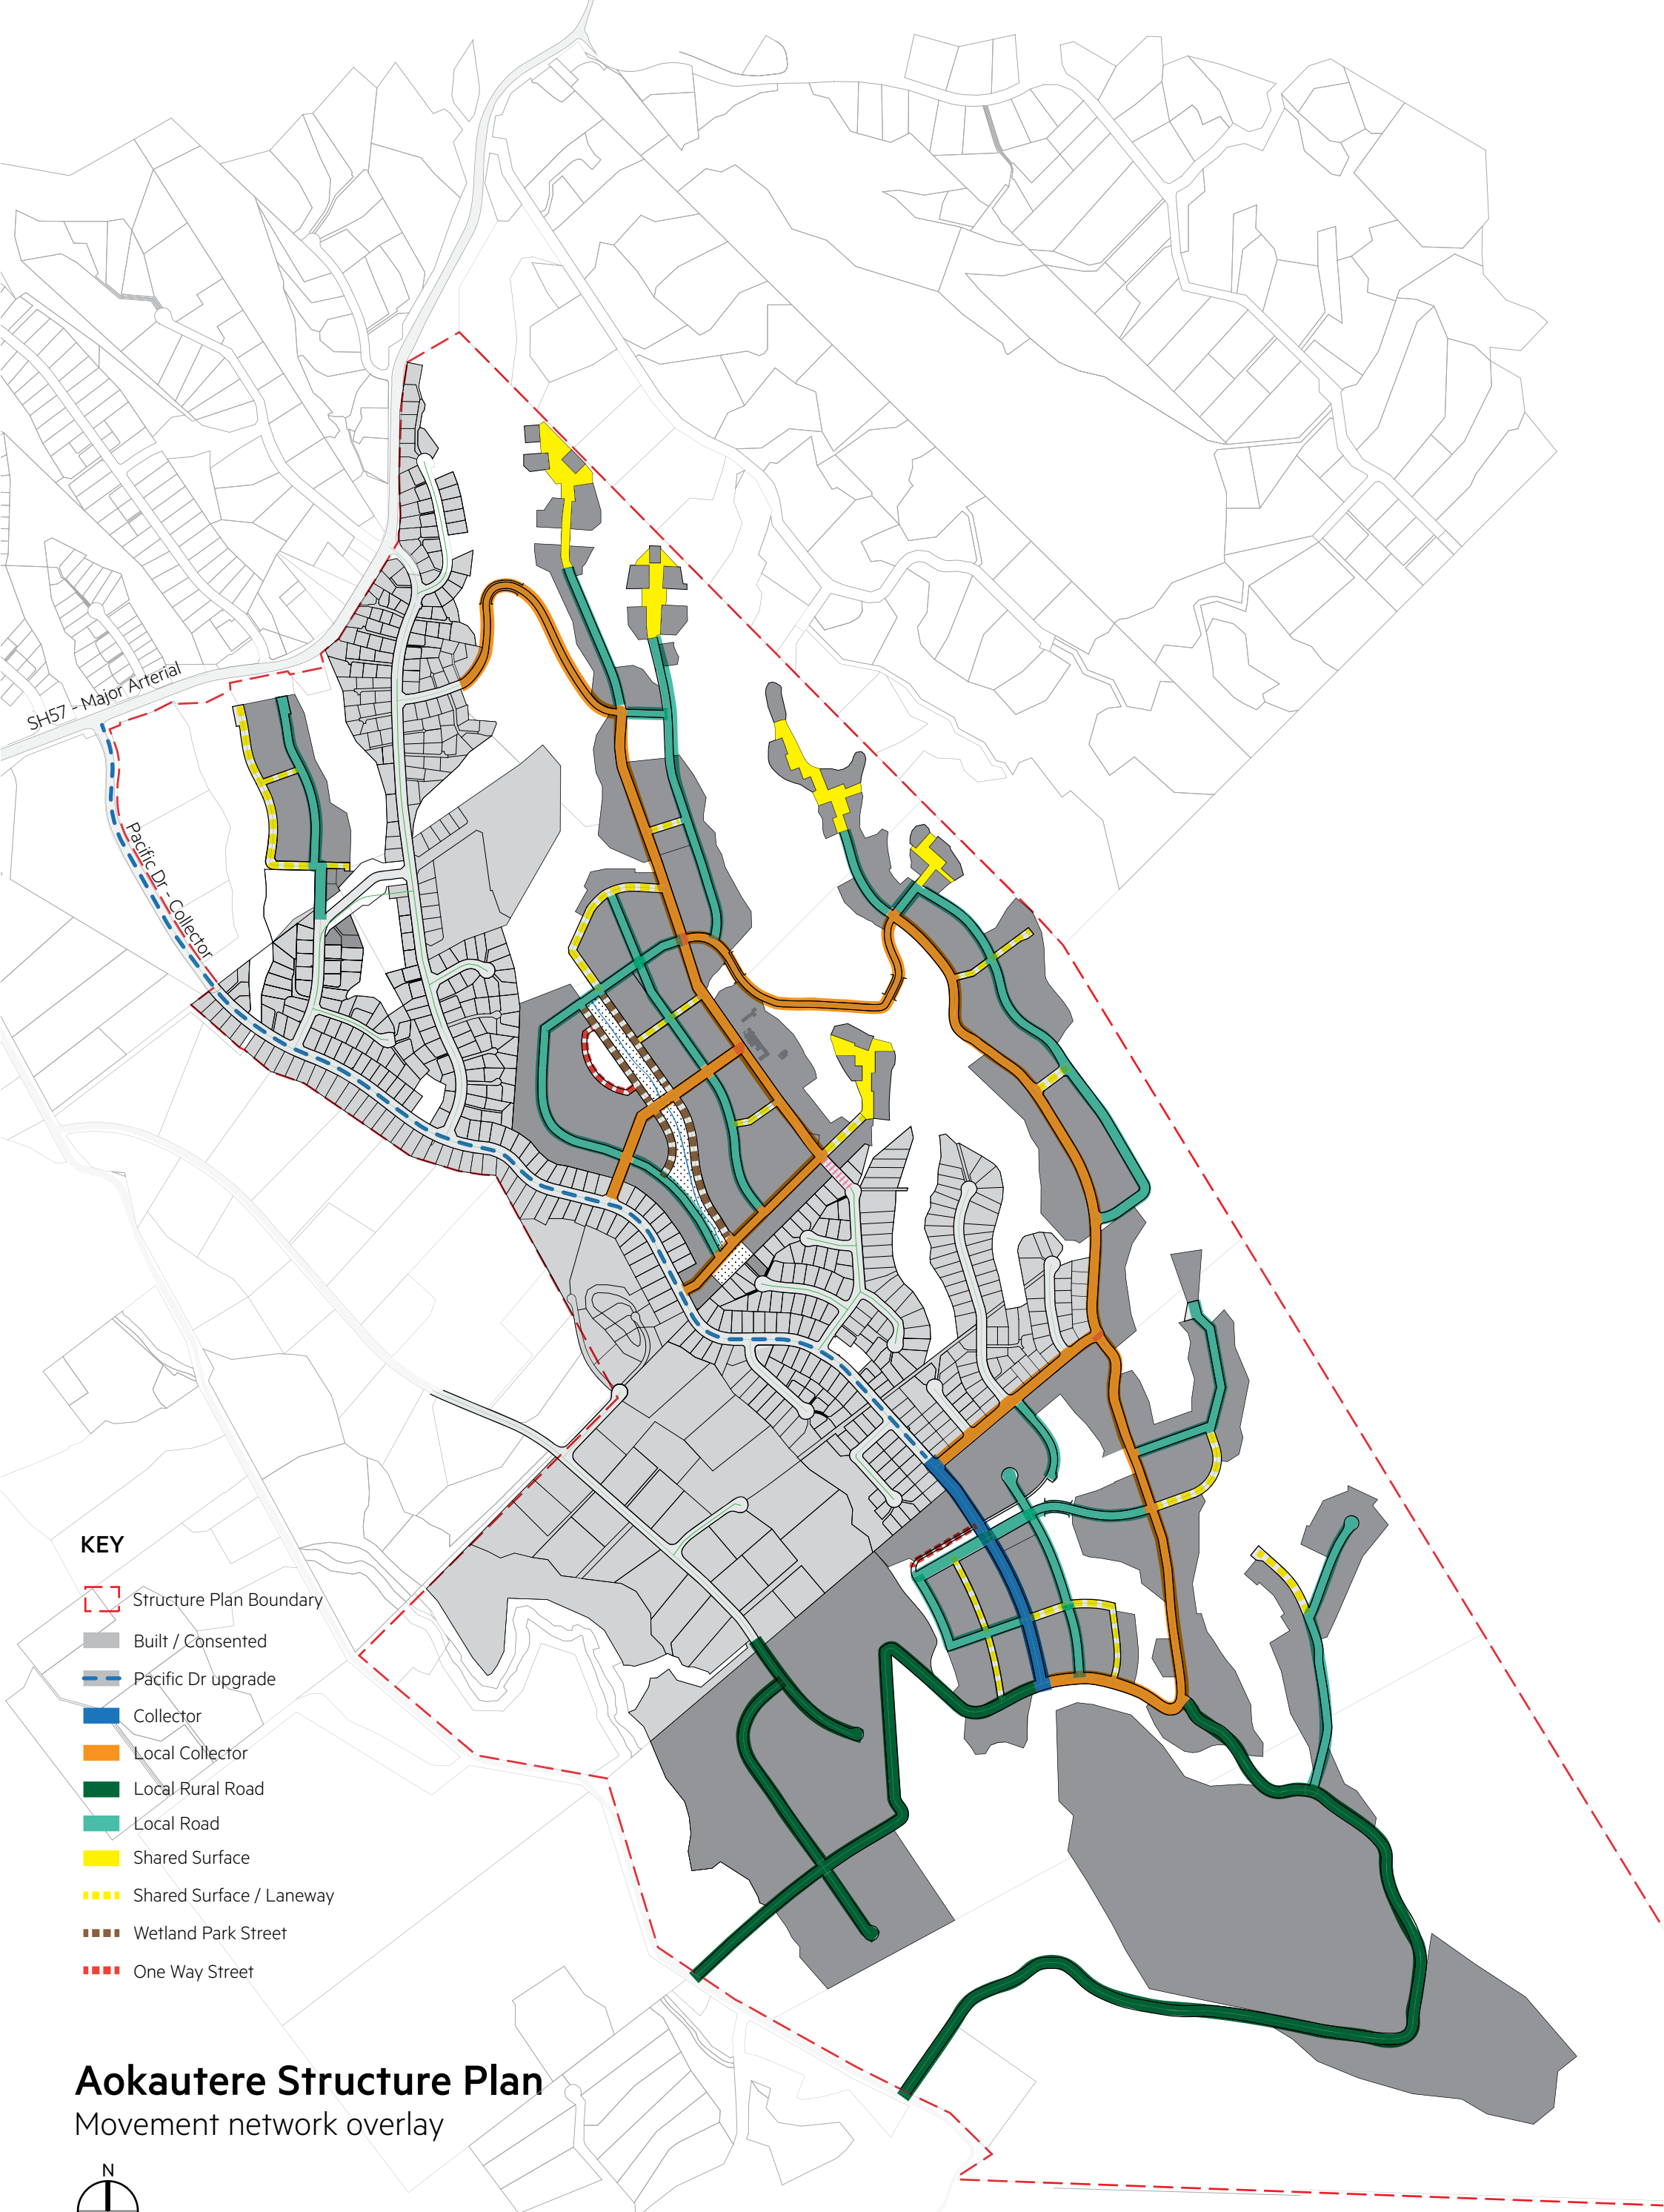 SH57 - Major Arterial
Pacific Dr - Collector
KEY
Structure Plan Boundary
Built / Consented
Pacific Dr upgrade
Collector
Local Collector
Local Rural Road
Local Road
Shared Surface
Shared Surface / Laneway
Wetland Park Street
One Way Street
Aokautere Structure Plan
Movement network overlay
N